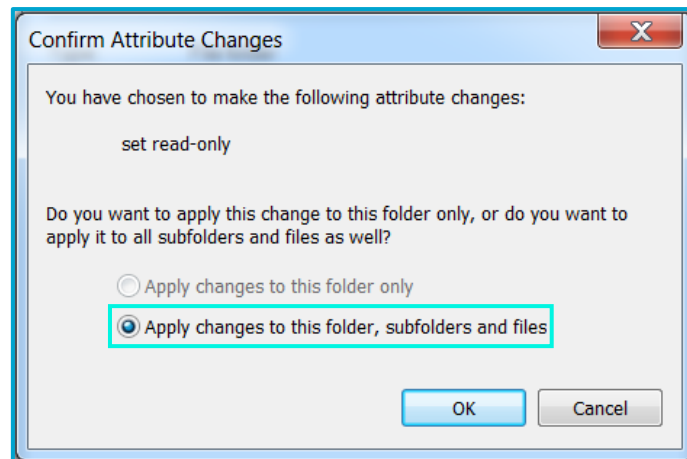 Confirm Attribute Changes
You have chosen to make the following attribute changes:
set read-only
Do you want to apply this change to this folder only, or do you want to
apply it to all subfolders and files as well?
Apply changes to this folder only
Apply changes to this folder, subfolders and files
OK
Cancel